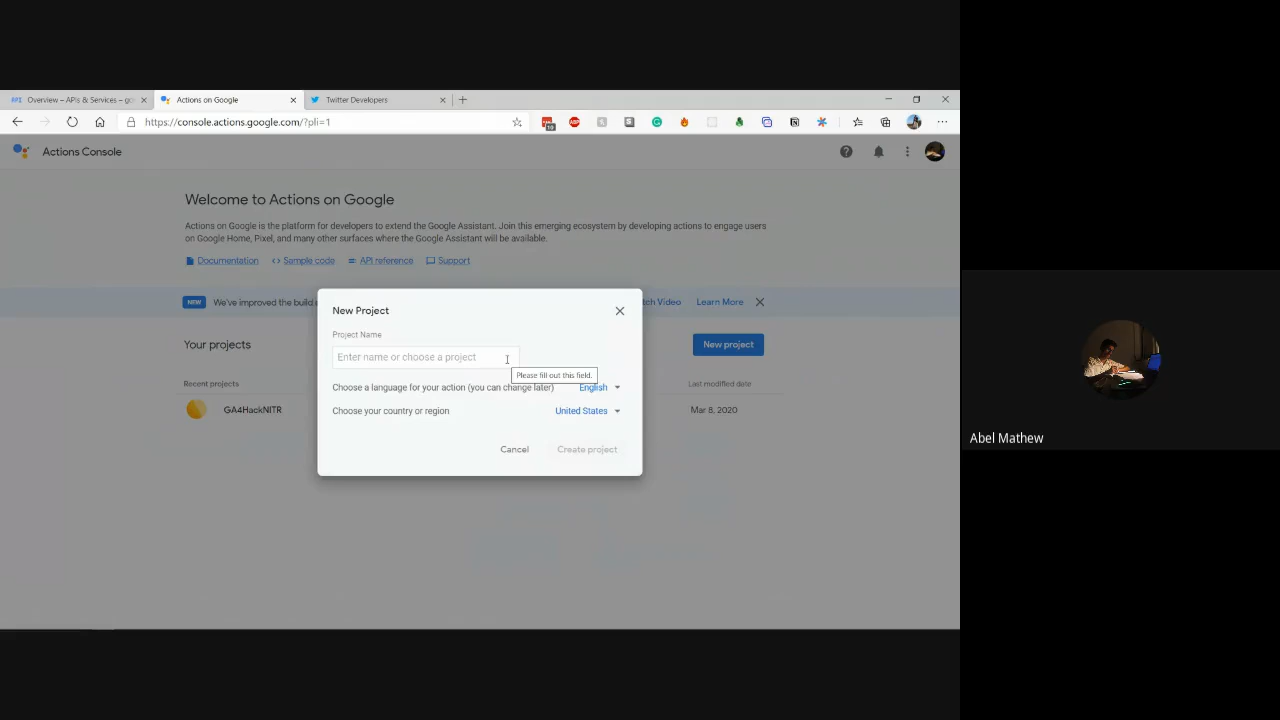 Overview – APIs & Services – go
Actions on Google
Twitter Developers
https://console.actions.google.com/?pli=1
10
ABP
Actions Console
Welcome to Actions on Google
Actions on Google is the platform for developers to extend the Google Assistant. Join this emerging ecosystem by developing actions to engage users
on Google Home, Pixel, and many other surfaces where the Google Assistant will be available.
Documentation
Sample code
API reference
Support
NEW
We've improved the build
tch Video
Learn More
New Project
Project Name
Your projects
New project
Enter name or choose a project
Please fill out this field.
Recent projects
Last modified date
Choose a language for your action (you can change later)
English
GA4HackNITR
Choose your country or region
United States
Mar 8, 2020
Cancel
Create project
Abel Mathew